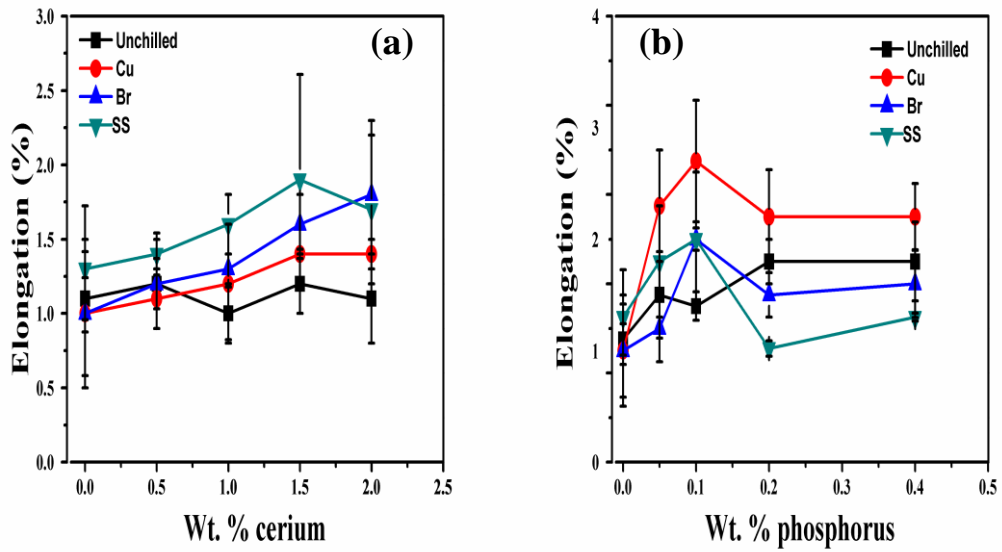 (a)
Unchilled
Cu
Br
SS
3.0
2.5
2.0
1.5
1.0
0.5
0.0
Elongation (%)
0.0 0.5 1.0 1.5 2.0 2.5
Wt. % cerium
(b)
Unchilled
Cu
Br
SS
4
3
2
1
4
Elongation (%)
0.0 0.1 0.2 0.3 0.4 0.5
Wt. % phosphorus